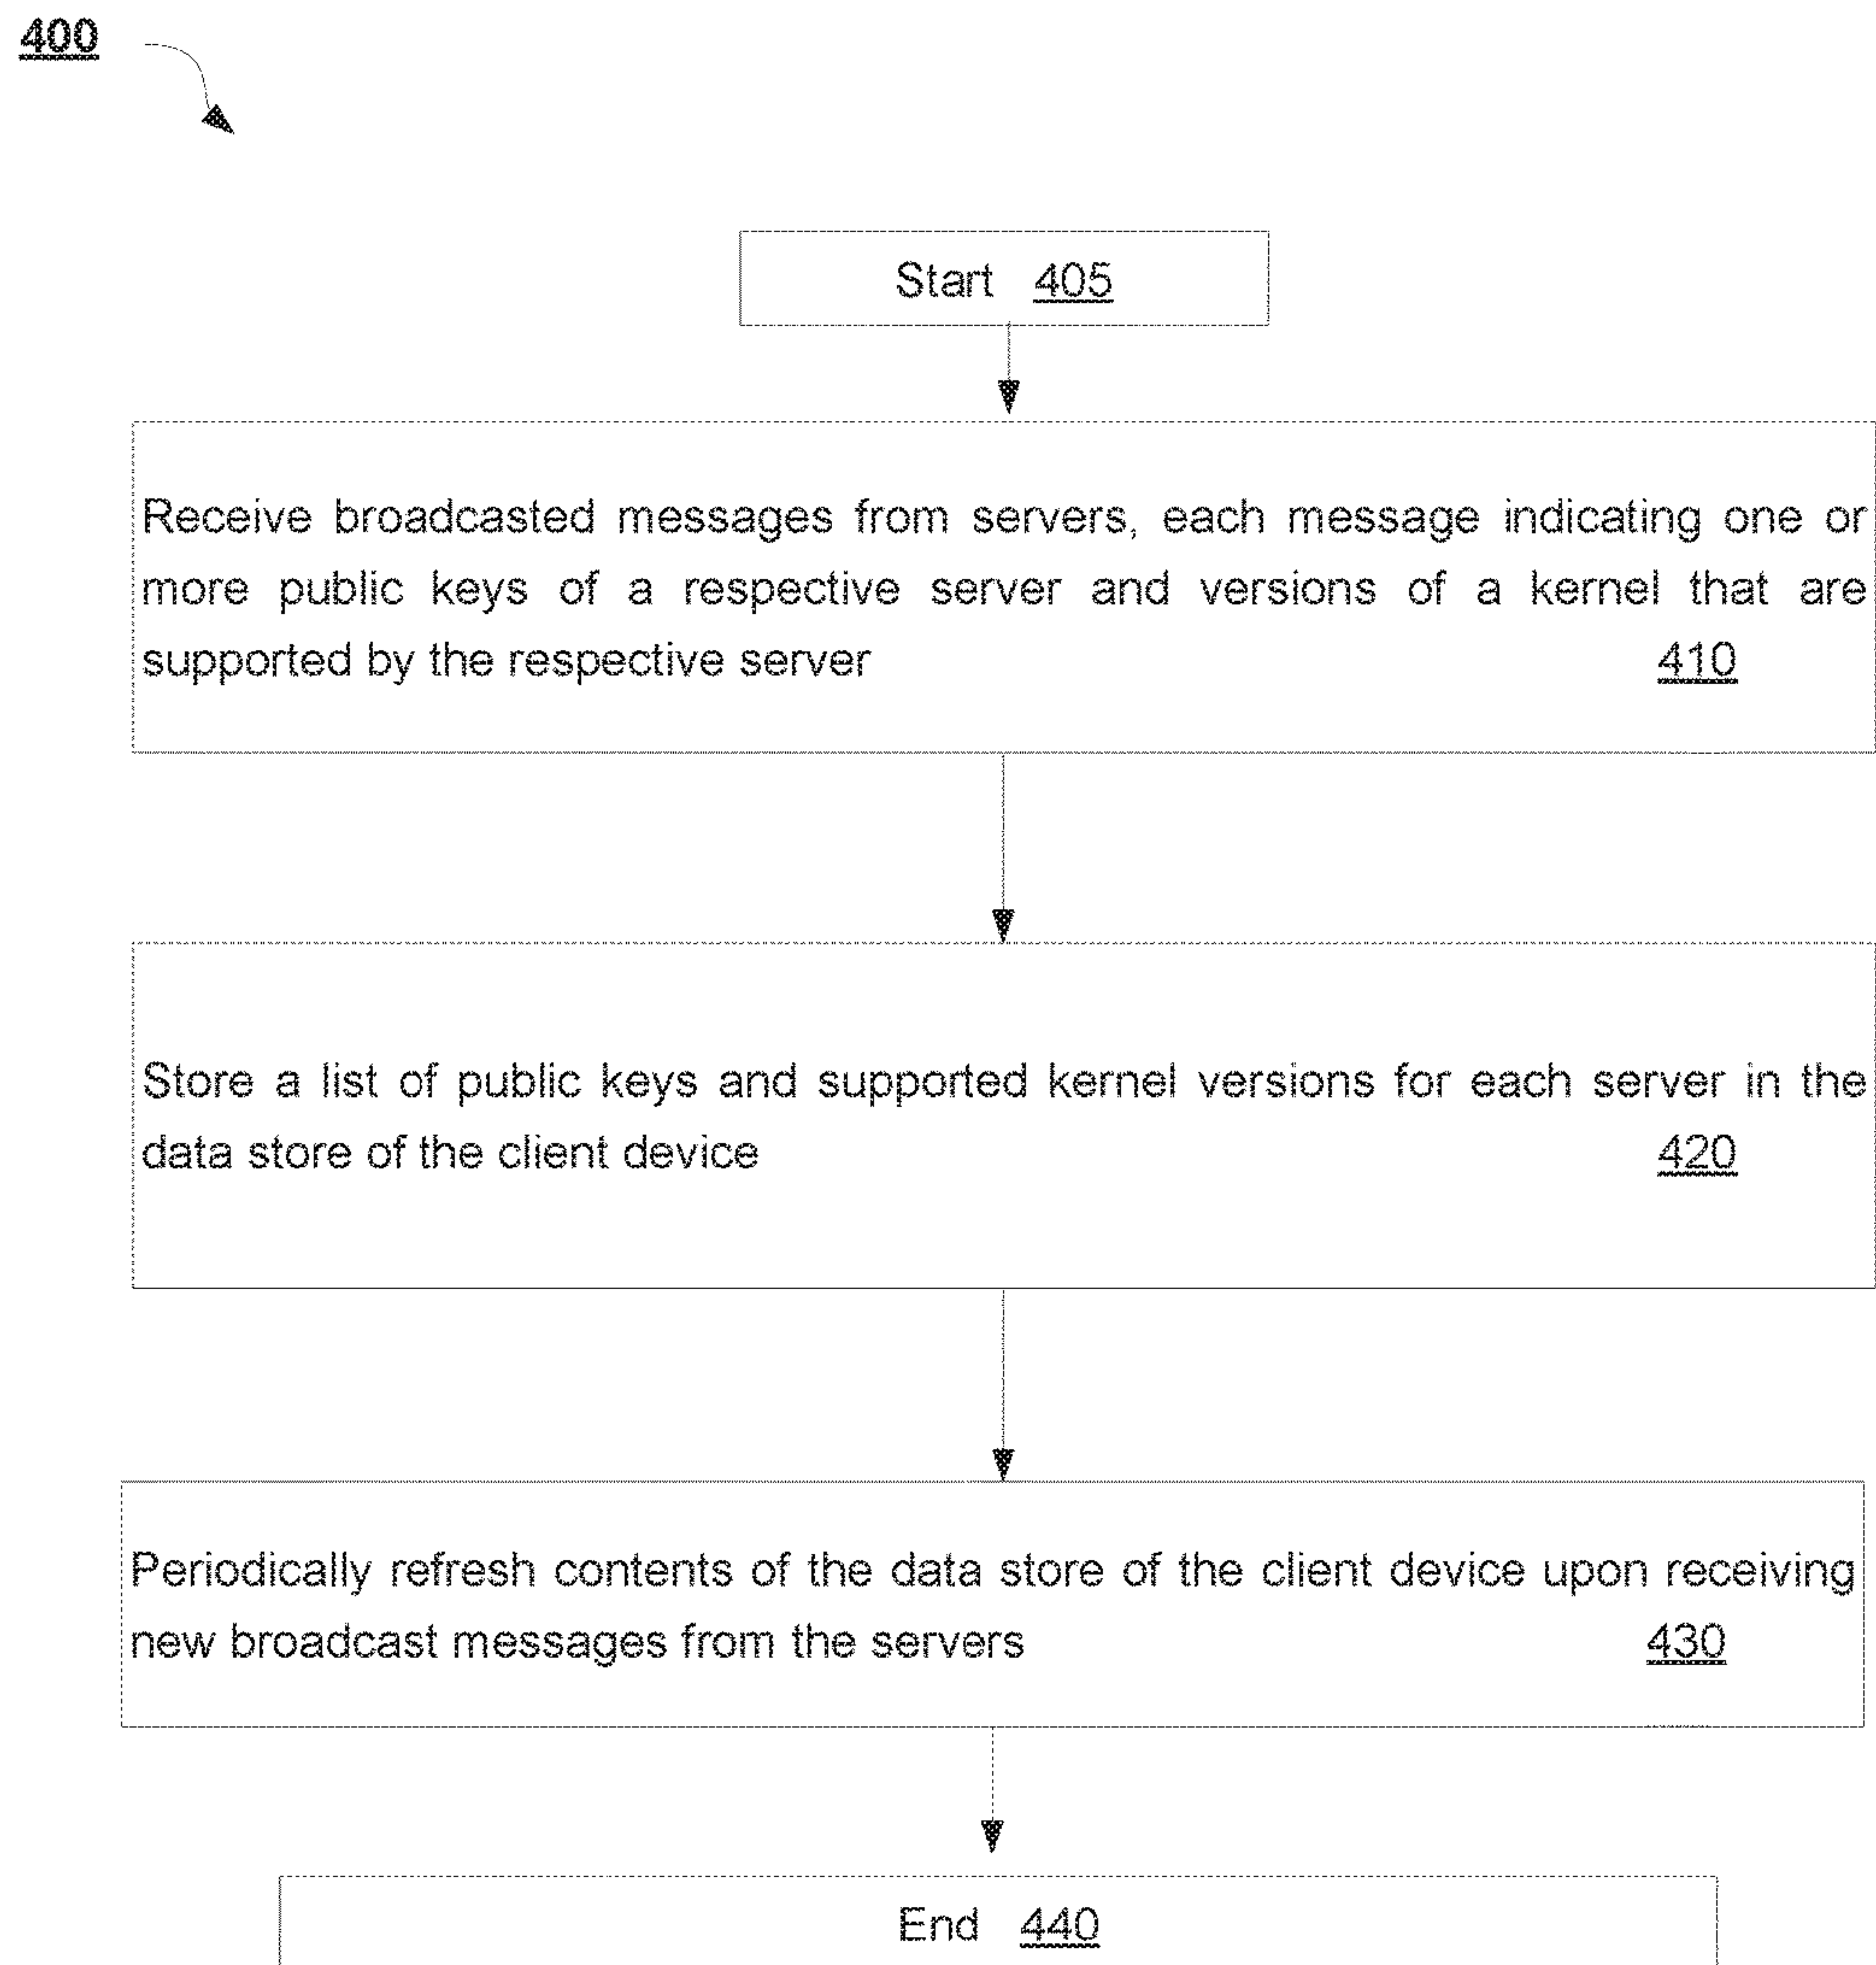 400
Start 405
Receive broadcasted messages from servers, each message indicating one or
more public keys of a respective server and versions of a kernel that are
supported by the respective server 410
Store a list of public keys and supported kernel versions for each server in the
data store of the client device 420
Periodically refresh contents of the data store of the client device upon receiving
new broadcast messages from the servers 430
End 440